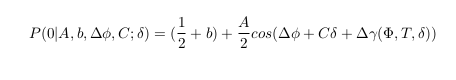 P(0|A, b, Δϕ, C; δ) = (1/2 + b) + A/2 cos(Δϕ + Cδ + Δγ(Φ, T, δ))